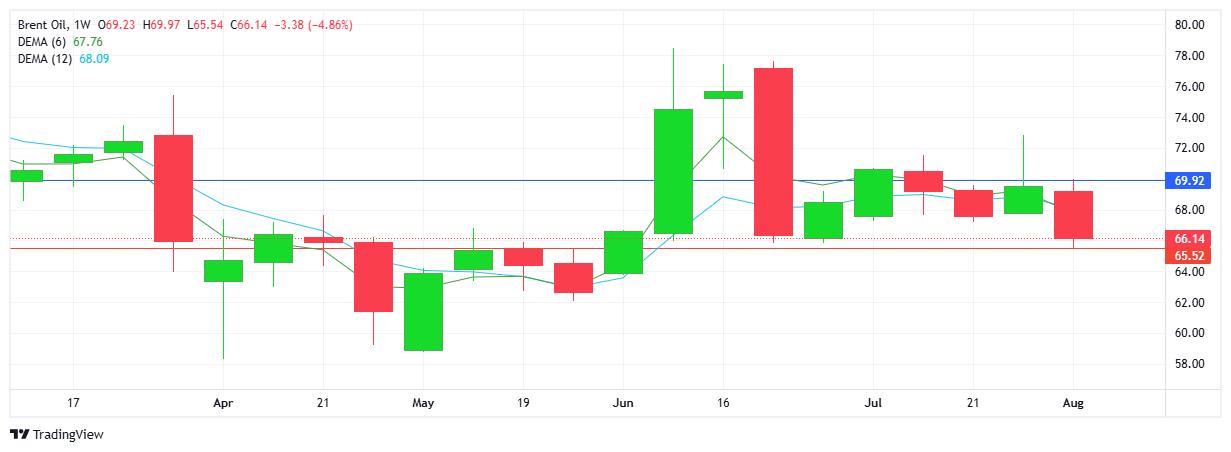 Brent Oil, 1W O69.23 H69.97 L65.54 C66.14 −3.38 (−4.86%)
DEMA (6) 67.76
DEMA (12) 68.09
80.00
78.00
76.00
74.00
72.00
69.92
68.00
66.14
65.52
64.00
62.00
60.00
58.00
17 Apr 21 May 19 Jun 16 Jul 21 Aug
TradingView